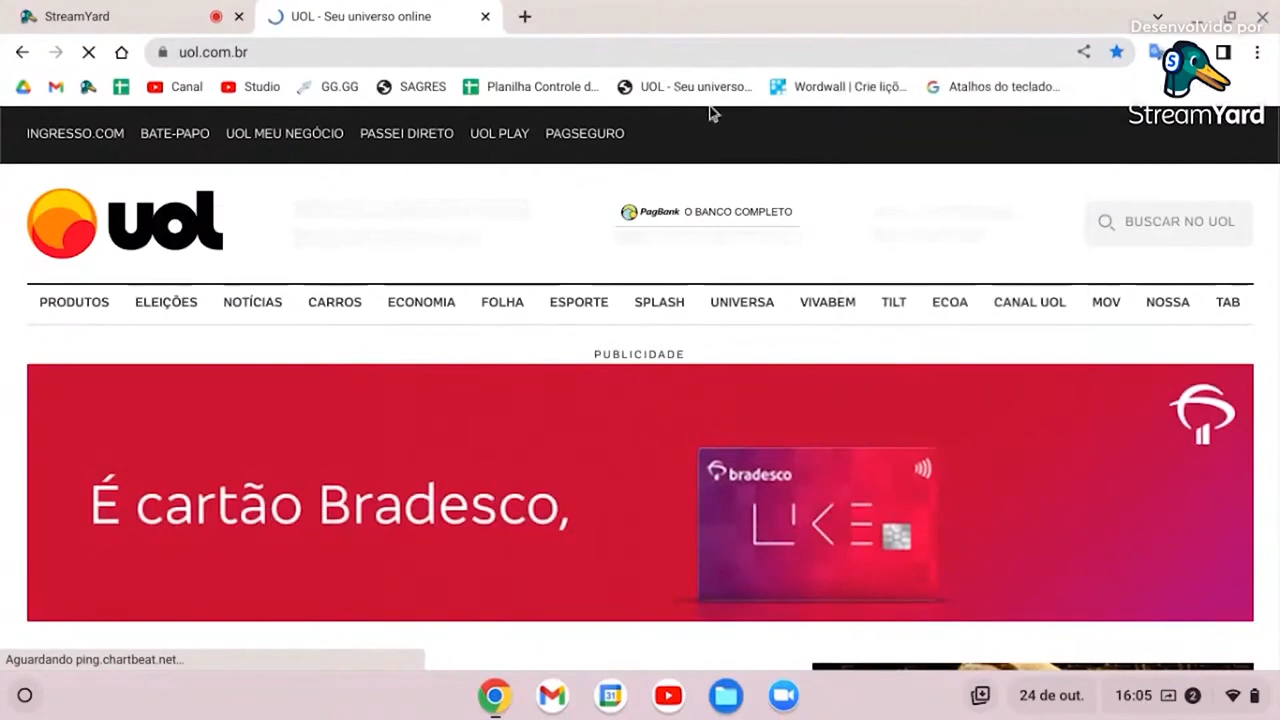 StreamYard
UOL - Seu universo online
Desenvolvido por
uol.com.br
S
StreamYard
Canal
Studio
GG.GG
SAGRES
Planilha Controle d...
UOL - Seu universo...
Wordwall | Crie liçõ...
Atalhos do teclado...
INGRESSO.COM BATE-PAPO UOL MEU NEGÓCIO PASSEI DIRETO UOL PLAY PAGSEGURO
UOL
PagBank O BANCO COMPLETO
BUSCAR NO UOL
PRODUTOS ELEIÇÕES NOTÍCIAS CARROS ECONOMIA FOLHA ESPORTE SPLASH UNIVERSA VIVABEM TILT ECOA CANAL UOL MOV NOSSA TAB
PUBLICIDADE
bradesco
É cartão Bradesco,
LIKE
Aguardando ping.chartbeat.net...
31
24 de out.
16:05
2